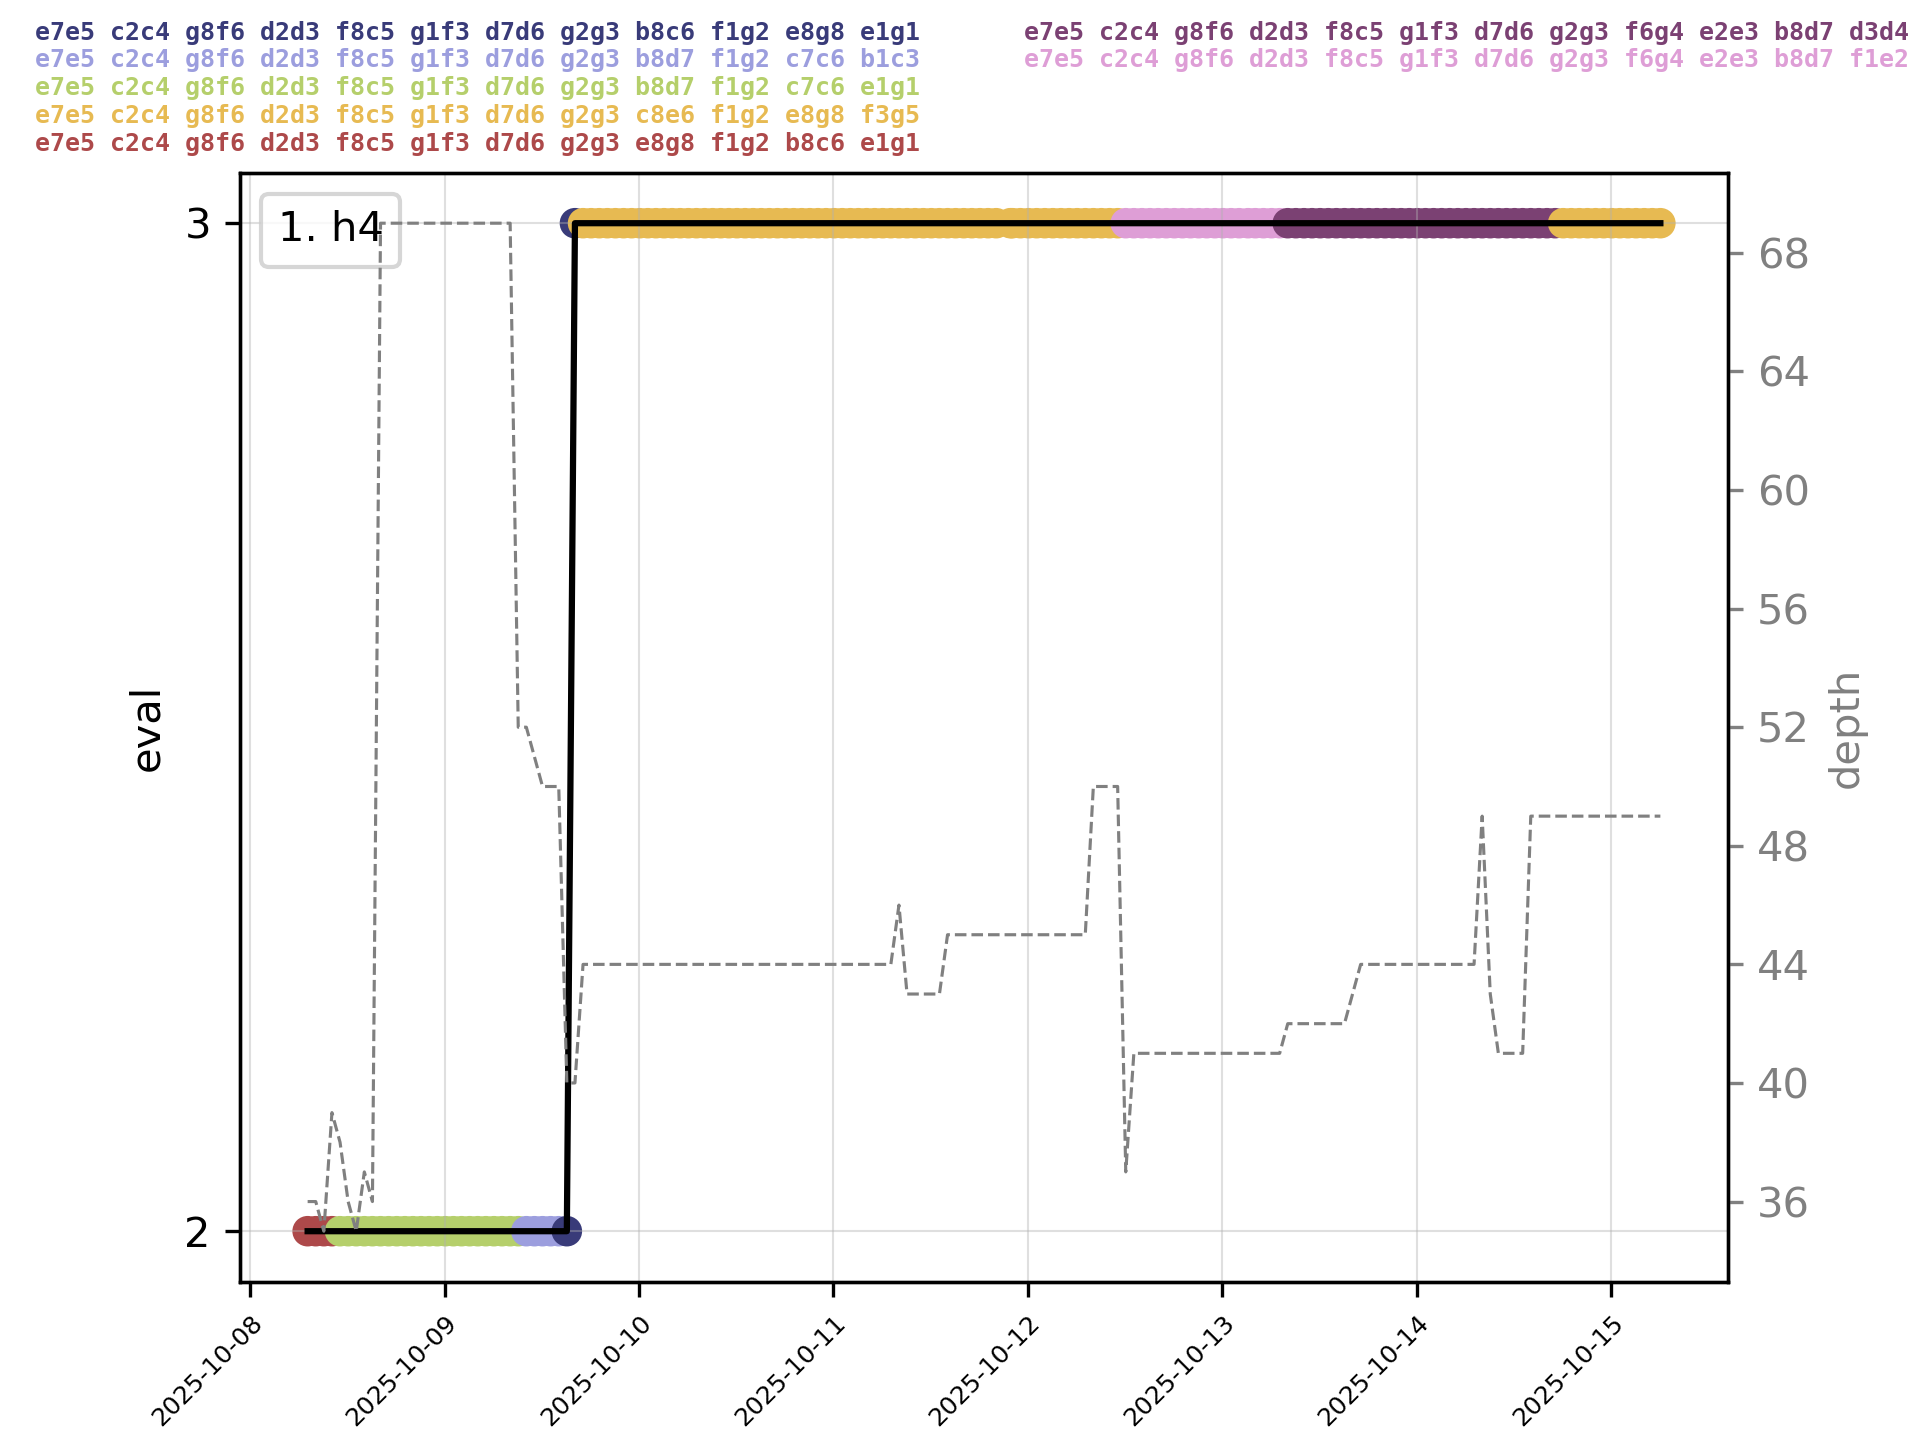 e7e5 c2c4 g8f6 d2d3 f8c5 g1f3 d7d6 g2g3 b8c6 f1g2 e8g8 e1g1
e7e5 c2c4 g8f6 d2d3 f8c5 g1f3 d7d6 g2g3 b8d7 f1g2 c7c6 b1c3
e7e5 c2c4 g8f6 d2d3 f8c5 g1f3 d7d6 g2g3 b8d7 f1g2 c7c6 e1g1
e7e5 c2c4 g8f6 d2d3 f8c5 g1f3 d7d6 g2g3 c8e6 f1g2 e8g8 f3g5
e7e5 c2c4 g8f6 d2d3 f8c5 g1f3 d7d6 g2g3 e8g8 f1g2 b8c6 e1g1
e7e5 c2c4 g8f6 d2d3 f8c5 g1f3 d7d6 g2g3 f6g4 e2e3 b8d7 d3d4
e7e5 c2c4 g8f6 d2d3 f8c5 g1f3 d7d6 g2g3 f6g4 e2e3 b8d7 f1e2
1. h4
3
2
eval
68
64
60
56
52
48
44
40
36
depth
2025-10-08
2025-10-09
2025-10-10
2025-10-11
2025-10-12
2025-10-13
2025-10-14
2025-10-15